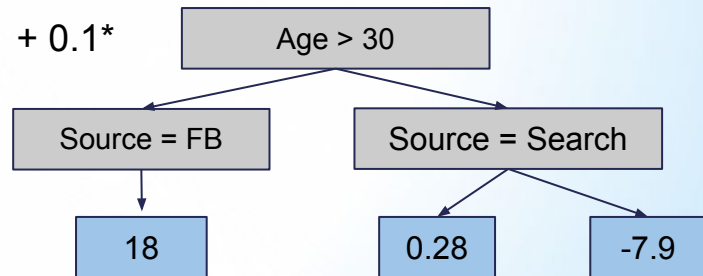 + 0.1*
Age > 30
Source = FB
Source = Search
18
0.28
-7.9